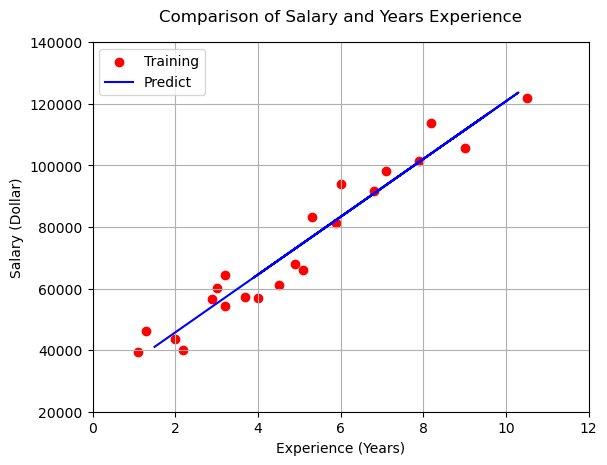 Comparison of Salary and Years Experience
140000
120000
100000
80000
60000
40000
20000
Salary (Dollar)
Training
Predict
0 2 4 6 8 10 12
Experience (Years)